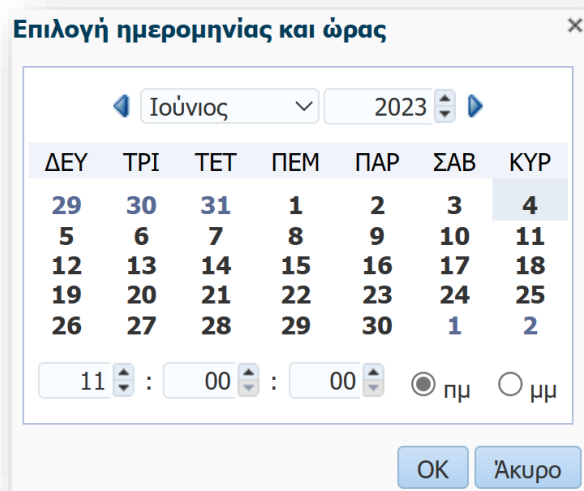 Επιλογή ημερομηνίας και ώρας
Ιούνιος 2023
ΔΕΥ ΤΡΙ ΤΕΤ ΠΕΜ ΠΑΡ ΣΑΒ ΚΥΡ
29 30 31 1 2 3 4
5 6 7 8 9 10 11
12 13 14 15 16 17 18
19 20 21 22 23 24 25
26 27 28 29 30 1 2
11 : 00 : 00 πμ μμ
OK Άκυρο